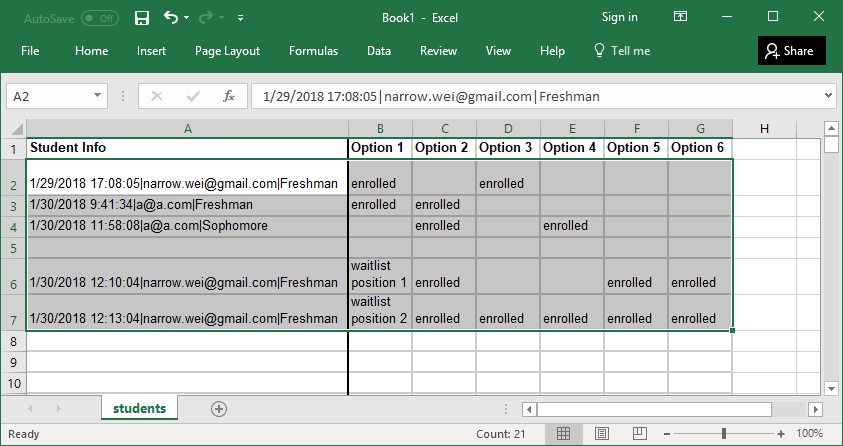 AutoSave Off Book1 - Excel Sign in
File Home Insert Page Layout Formulas Data Review View Help Tell me Share
A2 fx 1/29/2018 17:08:05|narrow.wei@gmail.com|Freshman
A B C D E F G H
1 Student Info Option 1 Option 2 Option 3 Option 4 Option 5 Option 6
2 1/29/2018 17:08:05|narrow.wei@gmail.com|Freshman enrolled enrolled
3 1/30/2018 9:41:34|a@a.com|Freshman enrolled enrolled
4 1/30/2018 11:58:08|a@a.com|Sophomore enrolled enrolled
5
waitlist
6 1/30/2018 12:10:04|narrow.wei@gmail.com|Freshman position 1 enrolled enrolled enrolled
waitlist
7 1/30/2018 12:13:04|narrow.wei@gmail.com|Freshman position 2 enrolled enrolled enrolled enrolled enrolled
8
9
10
students
Ready Count: 21 100%